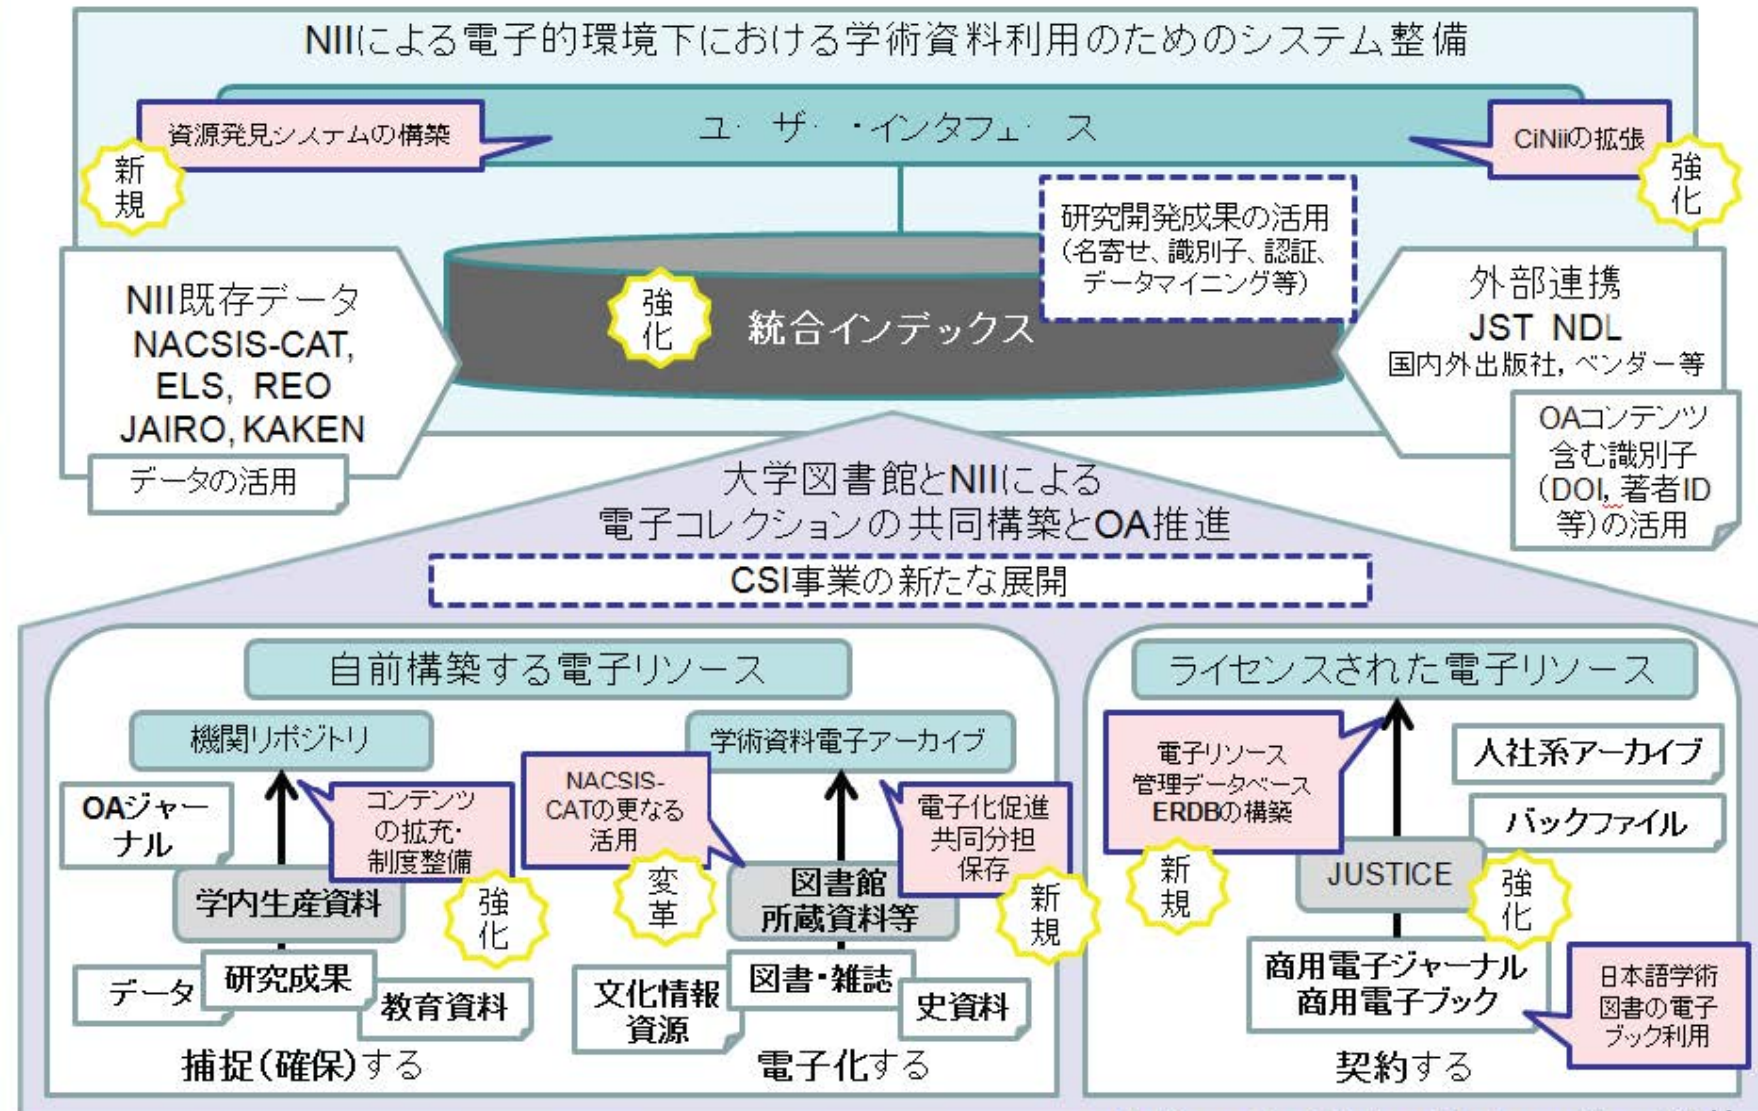 NIIによる電子的環境下における学術資料利用のためのシステム整備
ユ‐ザ‐・インタフェ‐ス
資源発見システムの構築
新
規
CiNiiの拡張
強
化
研究開発成果の活用
(名寄せ、識別子、認証、
データマイニング等)
強
化
統合インデックス
NII既存データ
NACSIS-CAT,
ELS, REO
JAIRO, KAKEN
データの活用
外部連携
JST NDL
国内外出版社, ベンダー等
OAコンテンツ
含む識別子
(DOI, 著者ID
等)の活用
大学図書館とNIIによる
電子コレクションの共同構築とOA推進
CSI事業の新たな展開
自前構築する電子リソース
機関リポジトリ
OAジャー
ナル
コンテンツ
の拡充・
制度整備
強
化
学内生産資料
データ
研究成果
教育資料
捕捉(確保)する
学術資料電子アーカイブ
NACSIS-
CATの更なる
活用
変
革
電子化促進
共同分担
保存
新
規
図書館
所蔵資料等
文化情報
資源
図書・雑誌
史資料
電子化する
ライセンスされた電子リソース
電子リソース
管理データベース
ERDBの構築
新
規
人社系アーカイブ
バックファイル
JUSTICE
強
化
商用電子ジャーナル
商用電子ブック
日本語学術
図書の電子
ブック利用
契約する